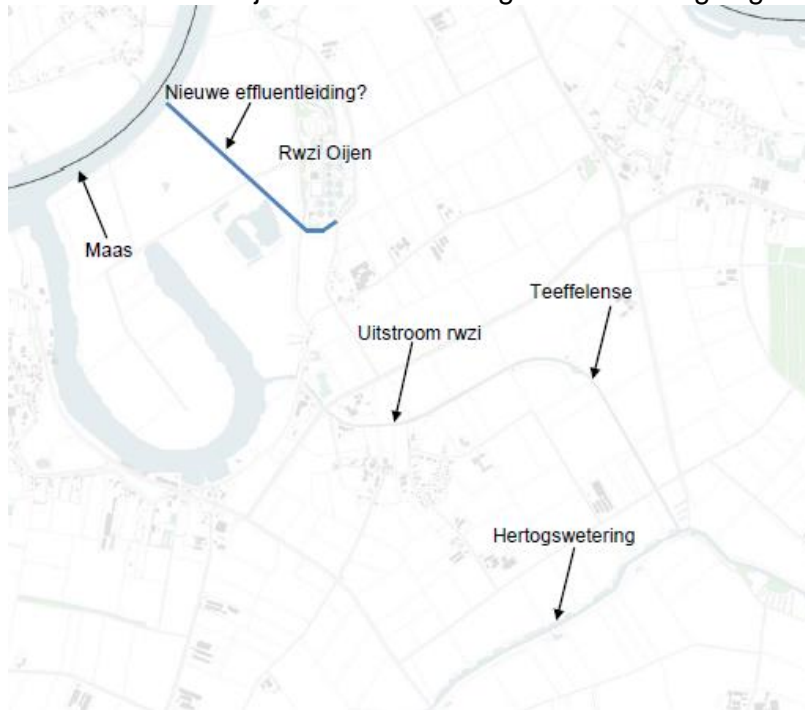 Nieuwe effluentleiding?
Rwzi Oijen
Maas
Teeffelense
Uitstroom rwzi
Hertogswetering